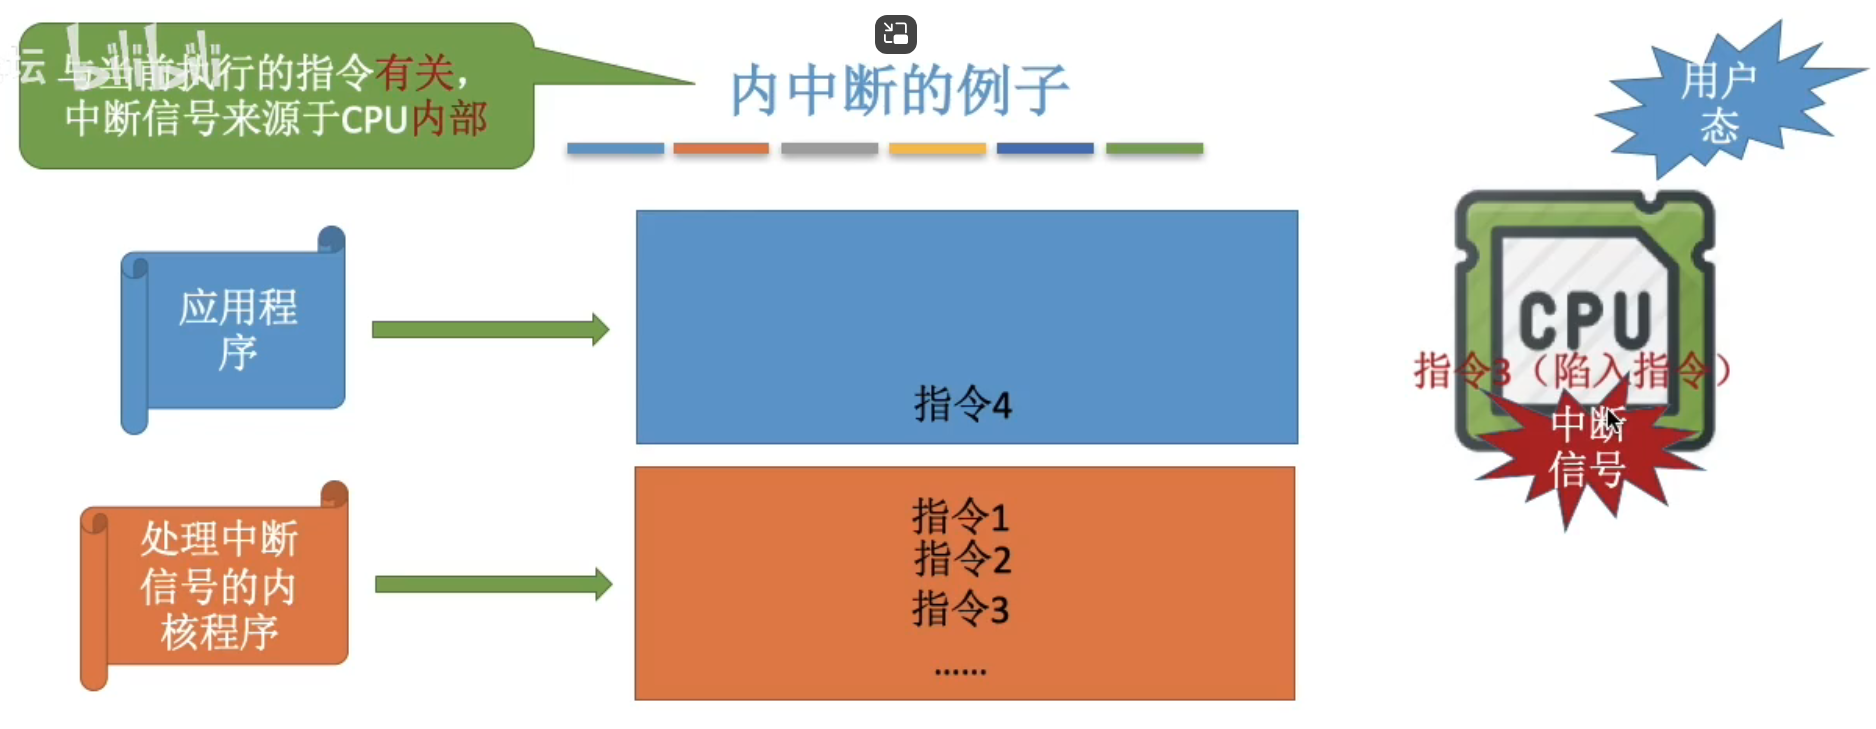 与当前执行的指令有关，
中断信号来源于CPU内部
内中断的例子
用户
态
应用程
序
指令4
CPU
指令3（陷入指令）
中断
信号
处理中断
信号的内
核程序
指令1
指令2
指令3
......
坛
bilibili